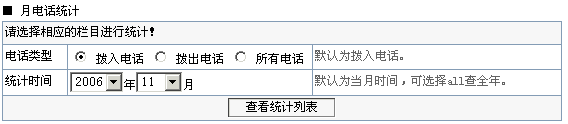 ■ 月电话统计
请选择相应的栏目进行统计!
电话类型 拨入电话 拨出电话 所有电话 默认为拨入电话。
统计时间 2006 年 11 月 默认为当月时间，可选择all查全年。
查看统计列表